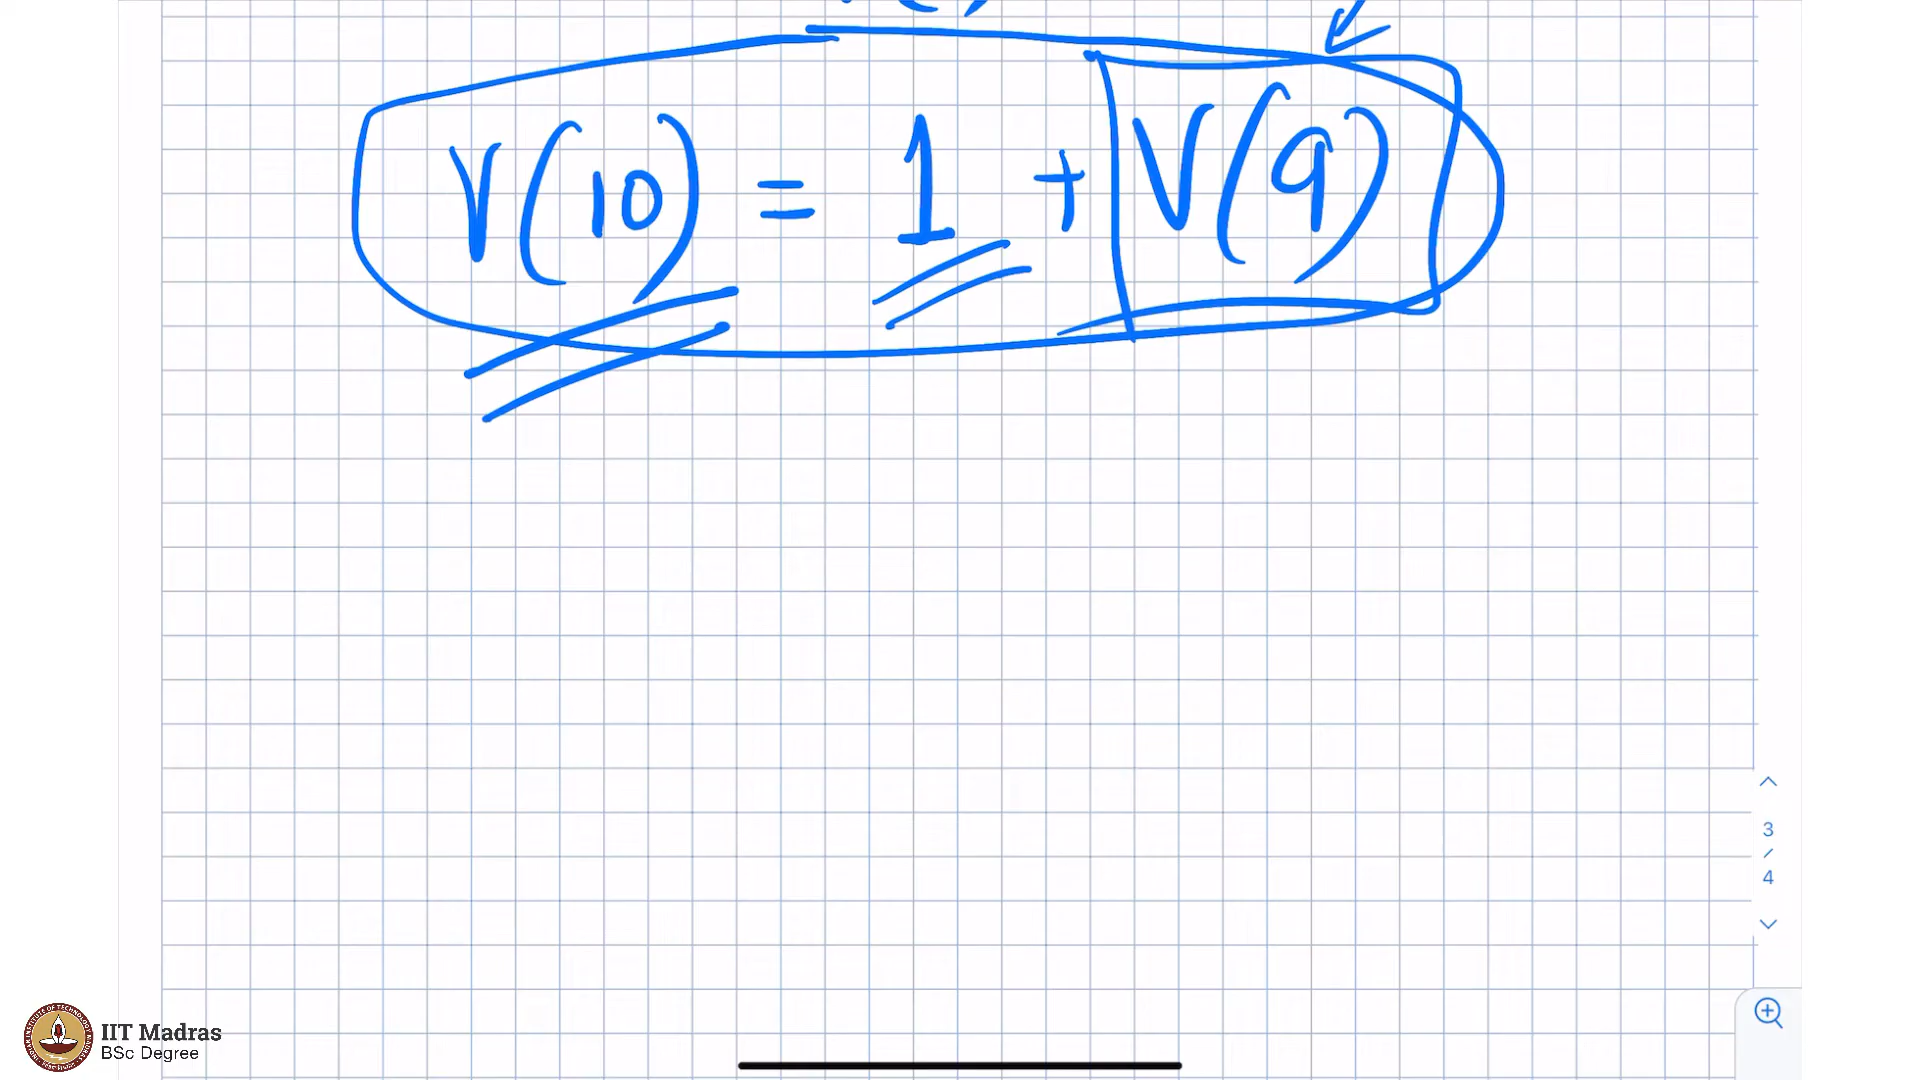 V(10) = 1 + V(9)
3
/
4
IIT Madras
BSc Degree